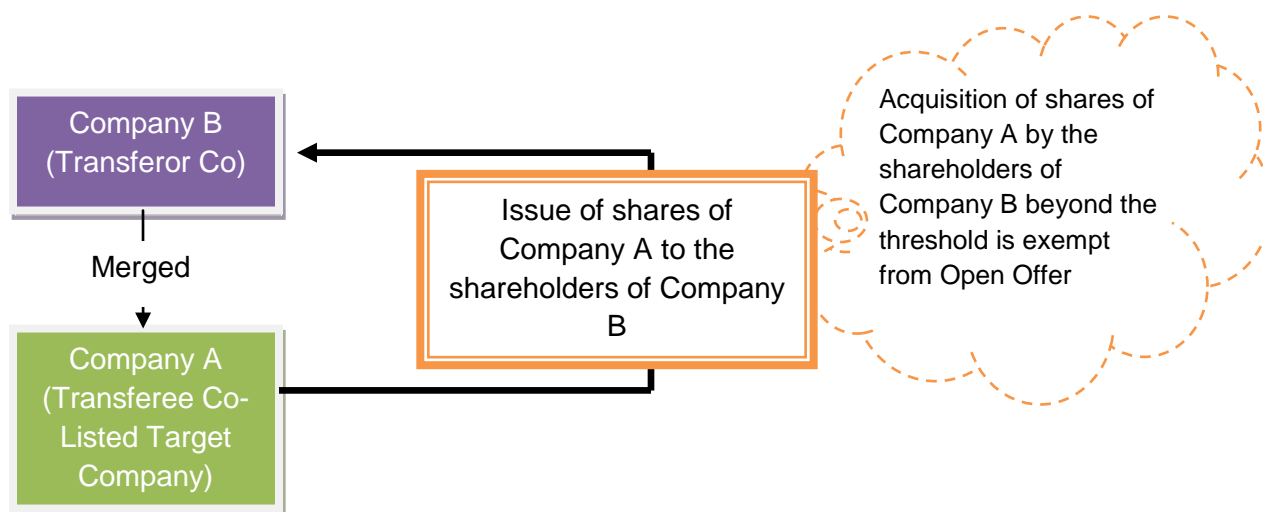 Company B
(Transferor Co)
Merged
Company A
(Transferee Co-
Listed Target
Company)
Issue of shares of
Company A to the
shareholders of Company
B
Acquisition of shares of
Company A by the
shareholders of
Company B beyond the
threshold is exempt
from Open Offer